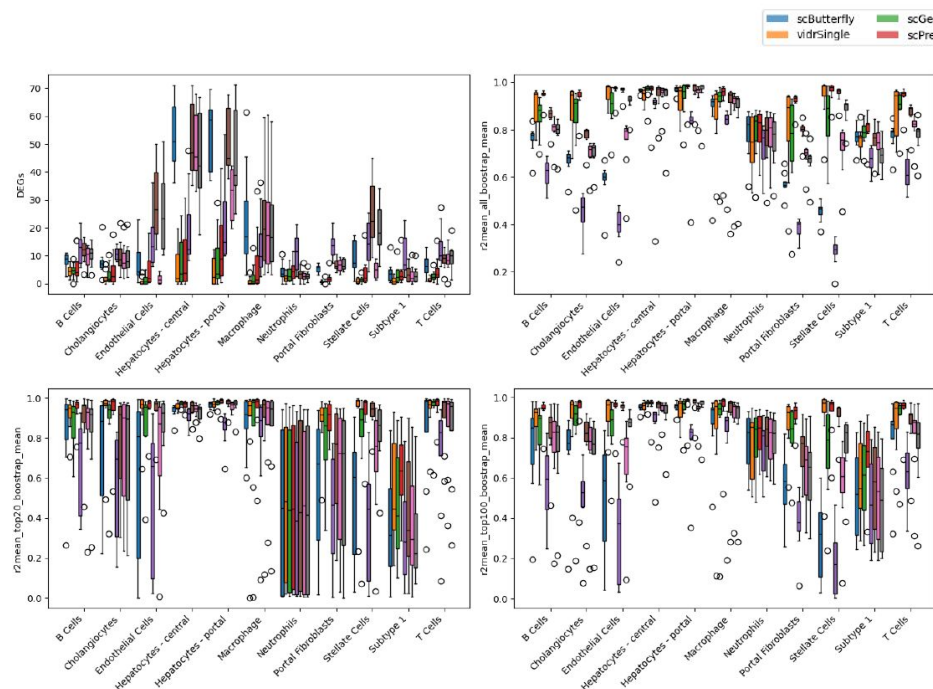 scButterfly scGe
vidrSingle scPre
DEGs
70
60
50
40
30
20
10
0
B Cells
Cholangiocytes
Endothelial Cells
Hepatocytes - central
Hepatocytes - portal
Macrophage
Neutrophils
Portal Fibroblasts
Stellate Cells
Subtype 1
T Cells
r2mean_all_boostrap_mean
1.0
0.8
0.6
0.4
0.2
B Cells
Cholangiocytes
Endothelial Cells
Hepatocytes - central
Hepatocytes - portal
Macrophage
Neutrophils
Portal Fibroblasts
Stellate Cells
Subtype 1
T Cells
r2mean_top20_boostrap_mean
1.0
0.8
0.6
0.4
0.2
0.0
B Cells
Cholangiocytes
Endothelial Cells
Hepatocytes - central
Hepatocytes - portal
Macrophage
Neutrophils
Portal Fibroblasts
Stellate Cells
Subtype 1
T Cells
r2mean_top100_boostrap_mean
1.0
0.8
0.6
0.4
0.2
0.0
B Cells
Cholangiocytes
Endothelial Cells
Hepatocytes - central
Hepatocytes - portal
Macrophage
Neutrophils
Portal Fibroblasts
Stellate Cells
Subtype 1
T Cells